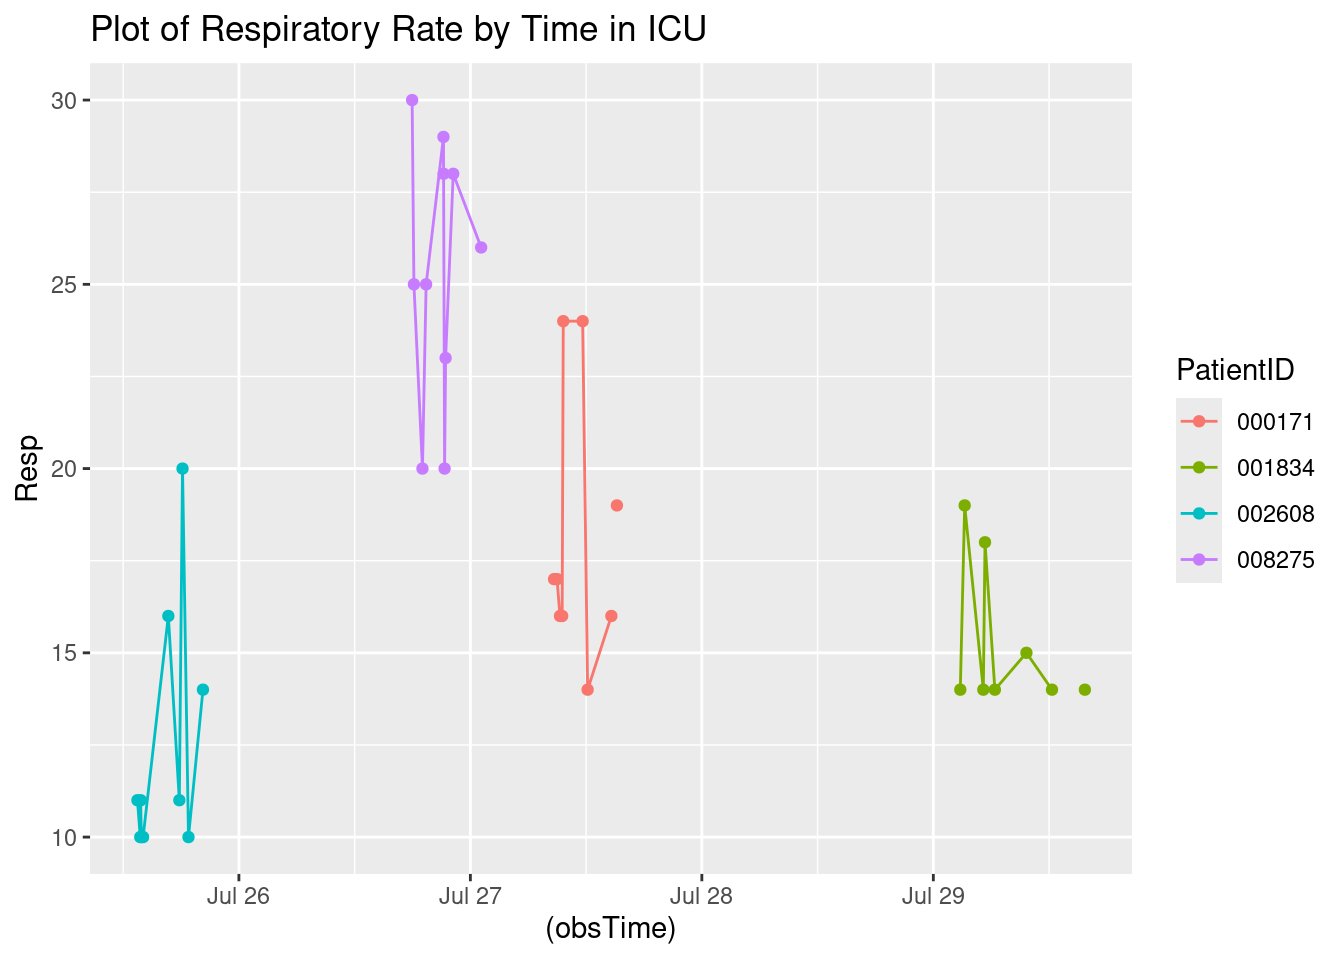 Plot of Respiratory Rate by Time in ICU
30
25
20
15
10
Resp
Jul 26
Jul 27
Jul 28
Jul 29
(obsTime)
PatientID
000171
001834
002608
008275